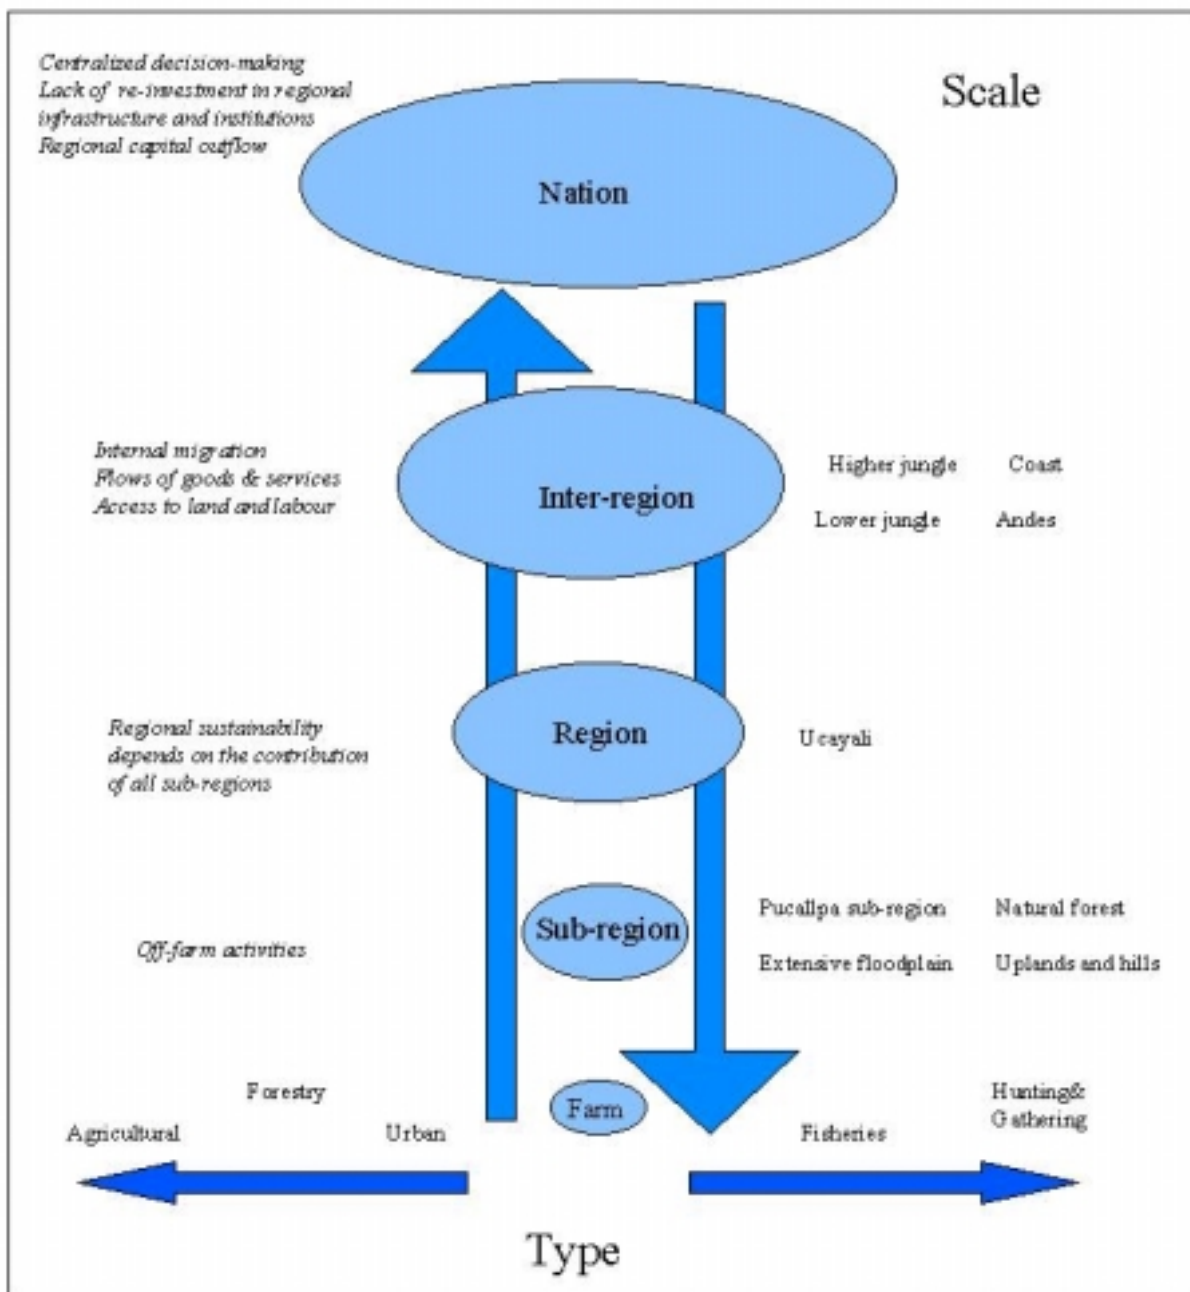 Centralized decision-making
Lack of re-investment in regional
infrastructure and institutions
Regional capital outflow
Scale
Nation
Internal migration
Flows of goods & services
Access to land and labour
Inter-region
Higher jungle
Coast
Lower jungle
Andes
Regional sustainability
depends on the contribution
of all sub-regions
Region
Ucayali
Off-farm activities
Sub-region
Pucallpa sub-region
Natural forest
Extensive floodplain
Uplands and hills
Forestry
Agricultural
Urban
Farm
Fisheries
Hunting&
Gathering
Type